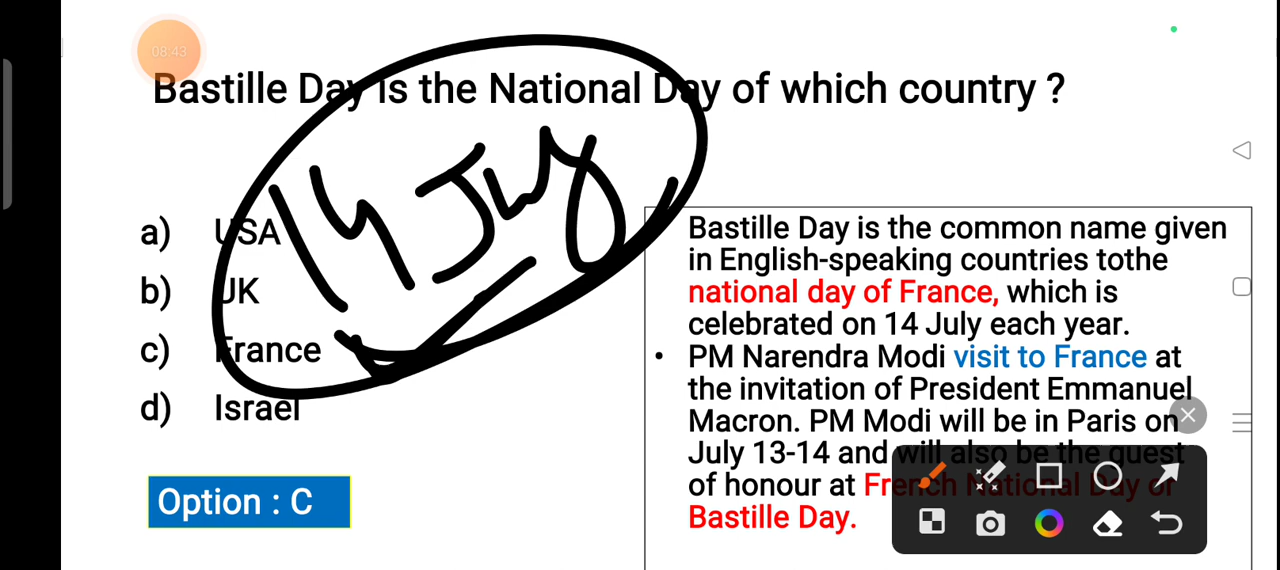 08:43
Bastille Day is the National Day of which country ?
14 July
a) USA
b) UK
c) France
d) Israel
Option : C
Bastille Day is the common name given
in English-speaking countries tothe
national day of France, which is
celebrated on 14 July each year.
• PM Narendra Modi visit to France at
the invitation of President Emmanuel
Macron. PM Modi will be in Paris on
July 13-14 and will also be the guest
of honour at French National Day or
Bastille Day.